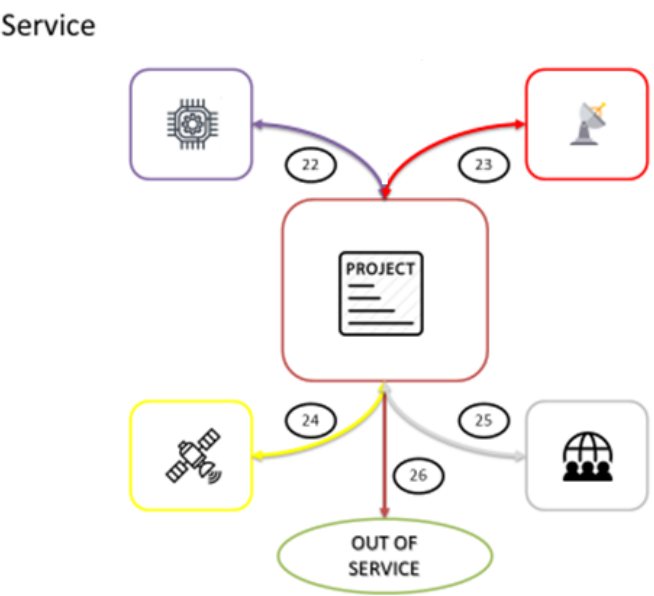 Service
22
23
PROJECT
24
25
26
OUT OF
SERVICE